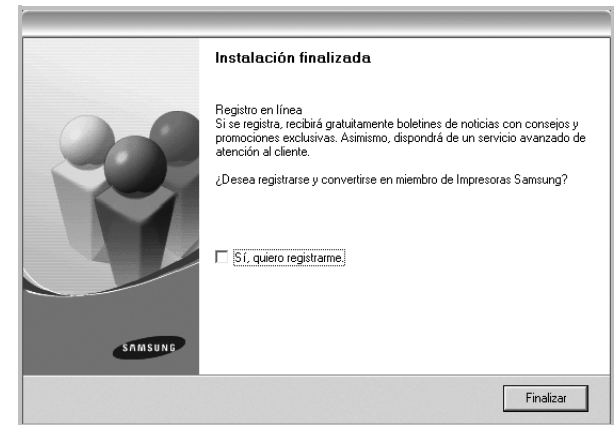 Instalación finalizada
Registro en línea
Si se registra, recibirá gratuitamente boletines de noticias con consejos y
promociones exclusivas. Asimismo, dispondrá de un servicio avanzado de
atención al cliente.
¿Desea registrarse y convertirse en miembro de Impresoras Samsung?
Sí, quiero registrarme.
SAMSUNG
Finalizar